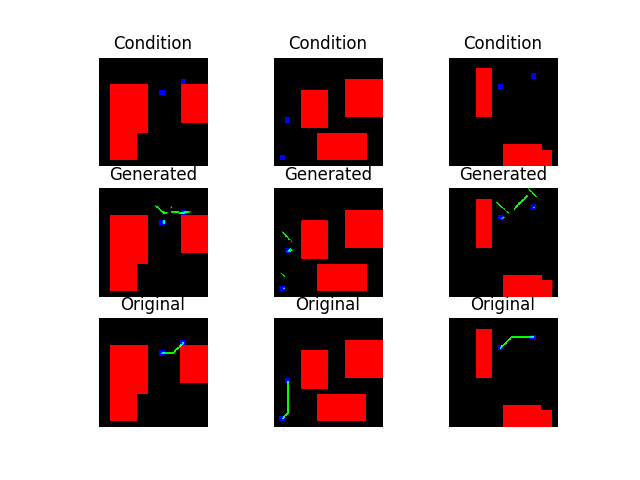 Condition Condition Condition
Generated Generated Generated
Original Original Original